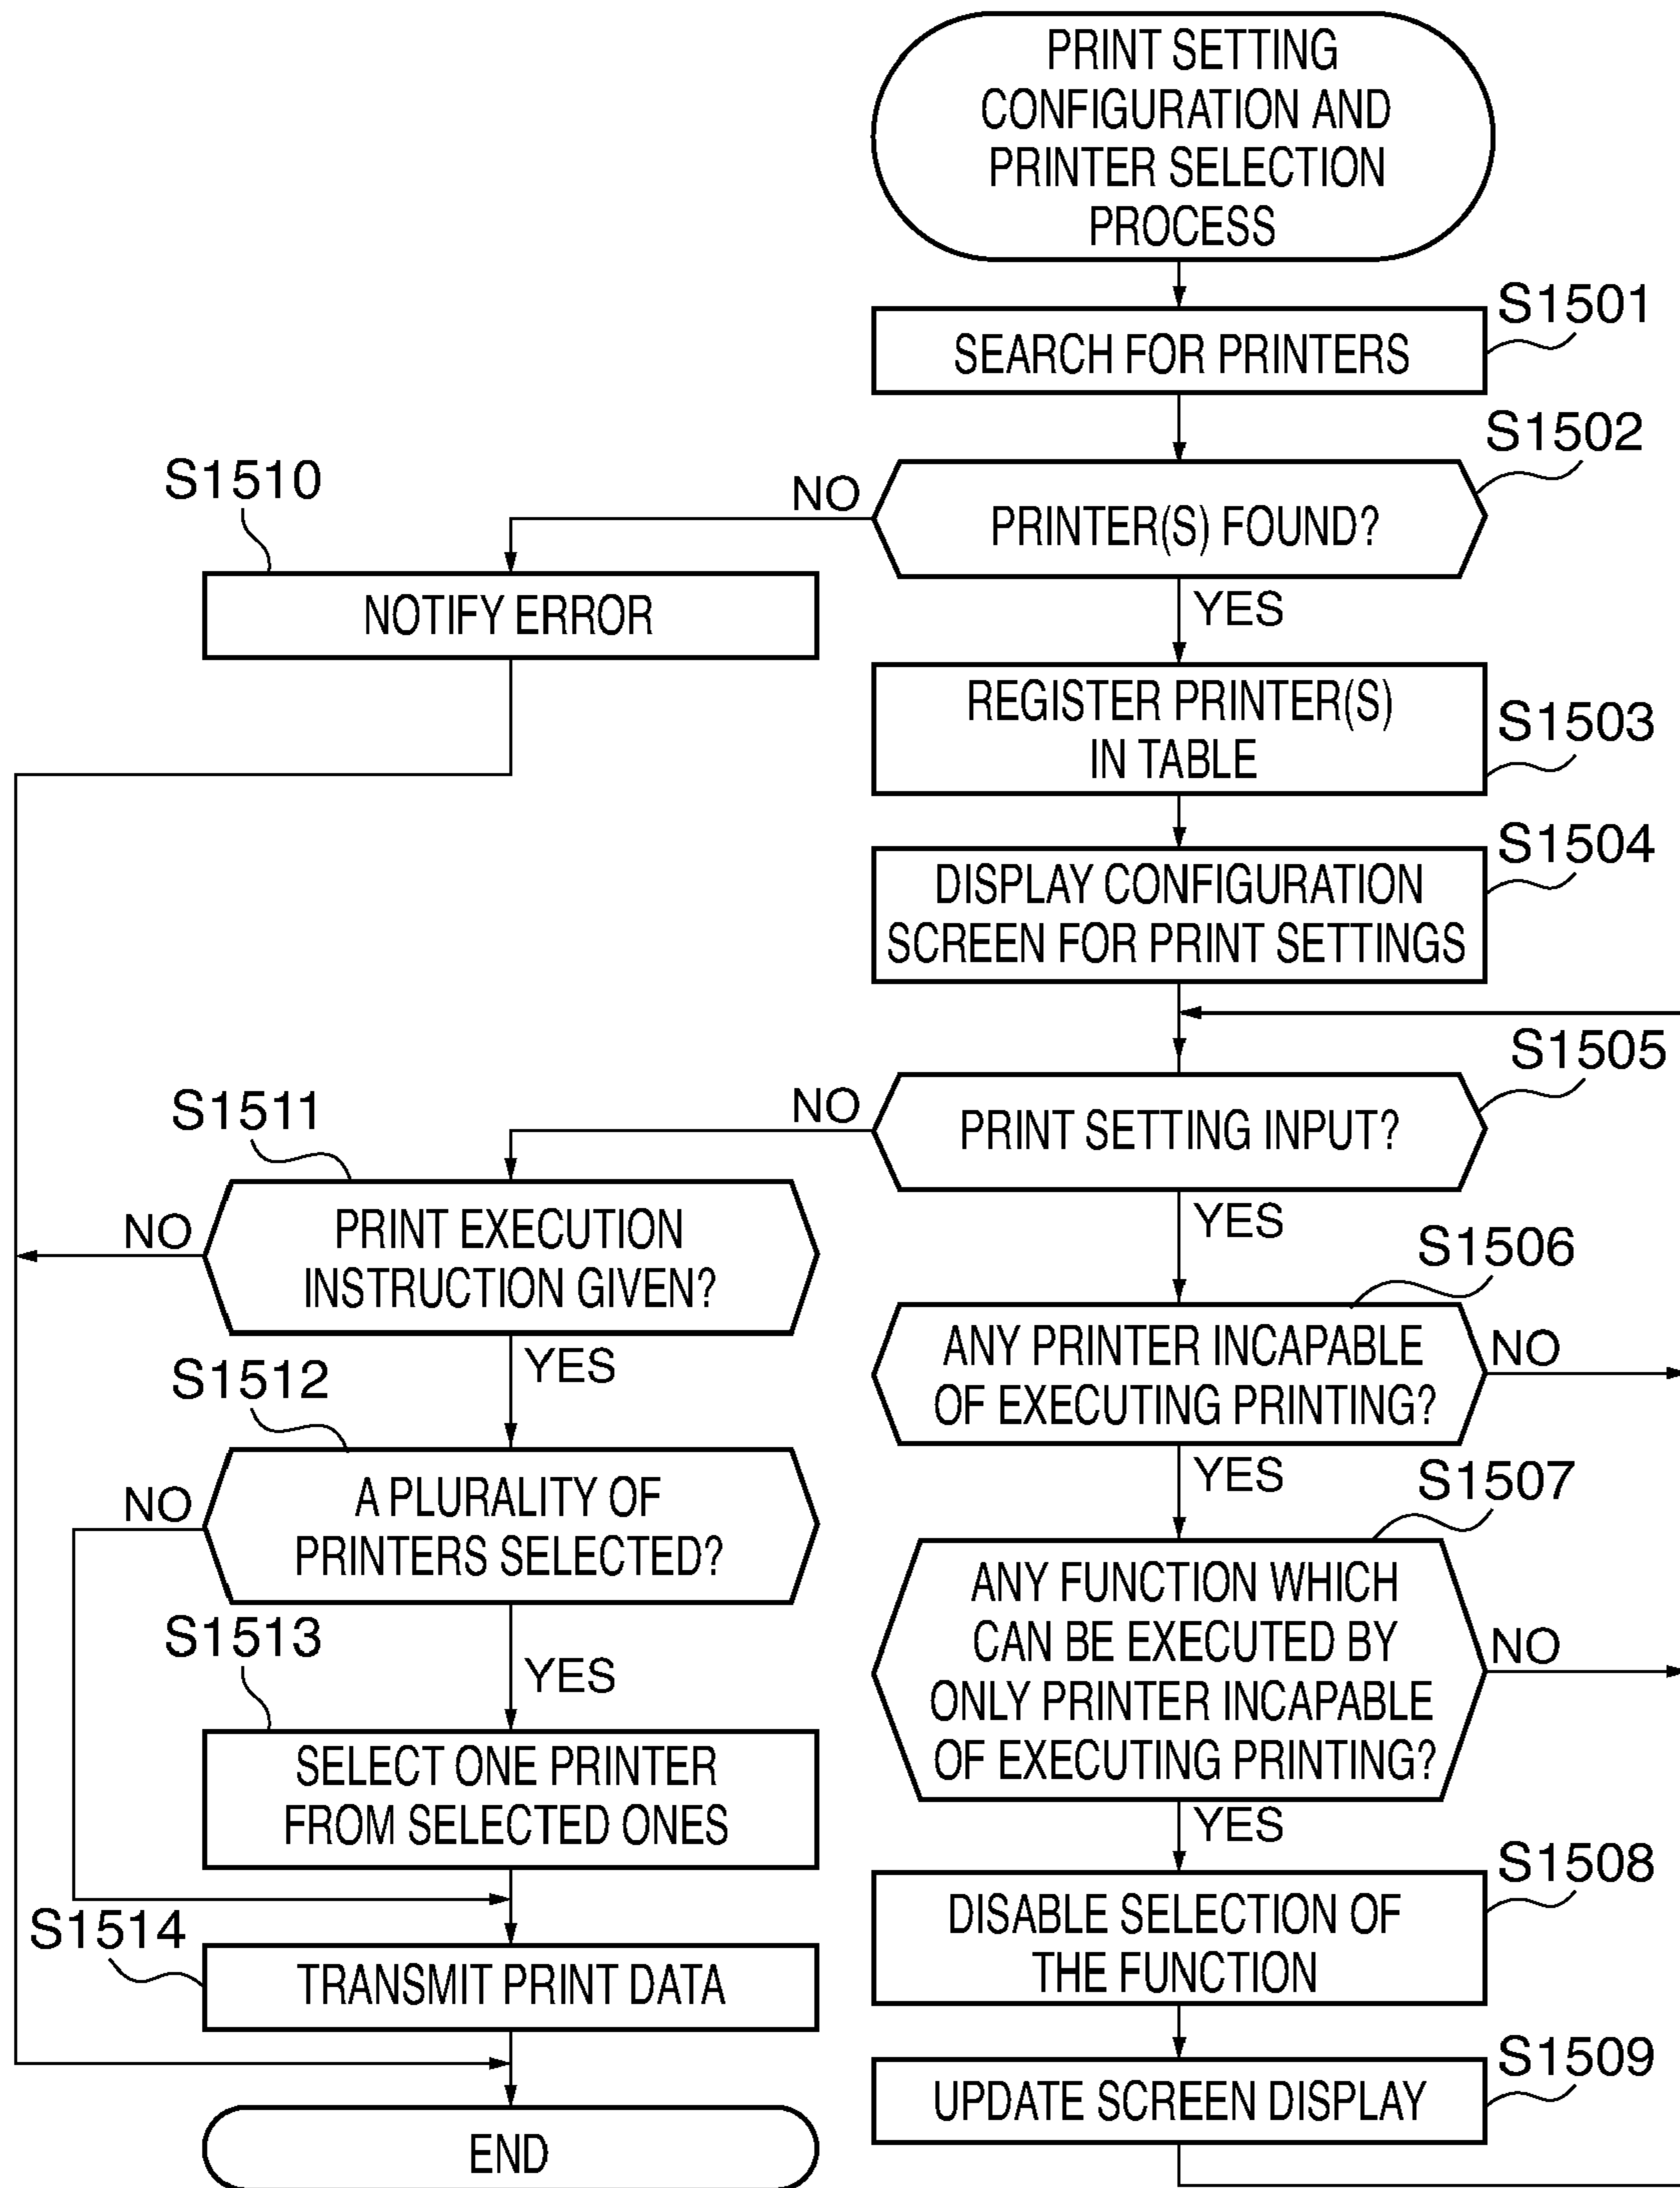 PRINT SETTING
CONFIGURATION AND
PRINTER SELECTION
PROCESS
S1501
SEARCH FOR PRINTERS
S1502
PRINTER(S) FOUND?
NO
YES
S1510
NOTIFY ERROR
S1503
REGISTER PRINTER(S)
IN TABLE
S1504
DISPLAY CONFIGURATION
SCREEN FOR PRINT SETTINGS
S1505
PRINT SETTING INPUT?
NO
YES
S1511
PRINT EXECUTION
INSTRUCTION GIVEN?
NO
YES
S1506
ANY PRINTER INCAPABLE
OF EXECUTING PRINTING?
NO
YES
S1512
A PLURALITY OF
PRINTERS SELECTED?
NO
YES
S1507
ANY FUNCTION WHICH
CAN BE EXECUTED BY
ONLY PRINTER INCAPABLE
OF EXECUTING PRINTING?
NO
YES
S1513
SELECT ONE PRINTER
FROM SELECTED ONES
S1508
DISABLE SELECTION OF
THE FUNCTION
S1514
TRANSMIT PRINT DATA
S1509
UPDATE SCREEN DISPLAY
END